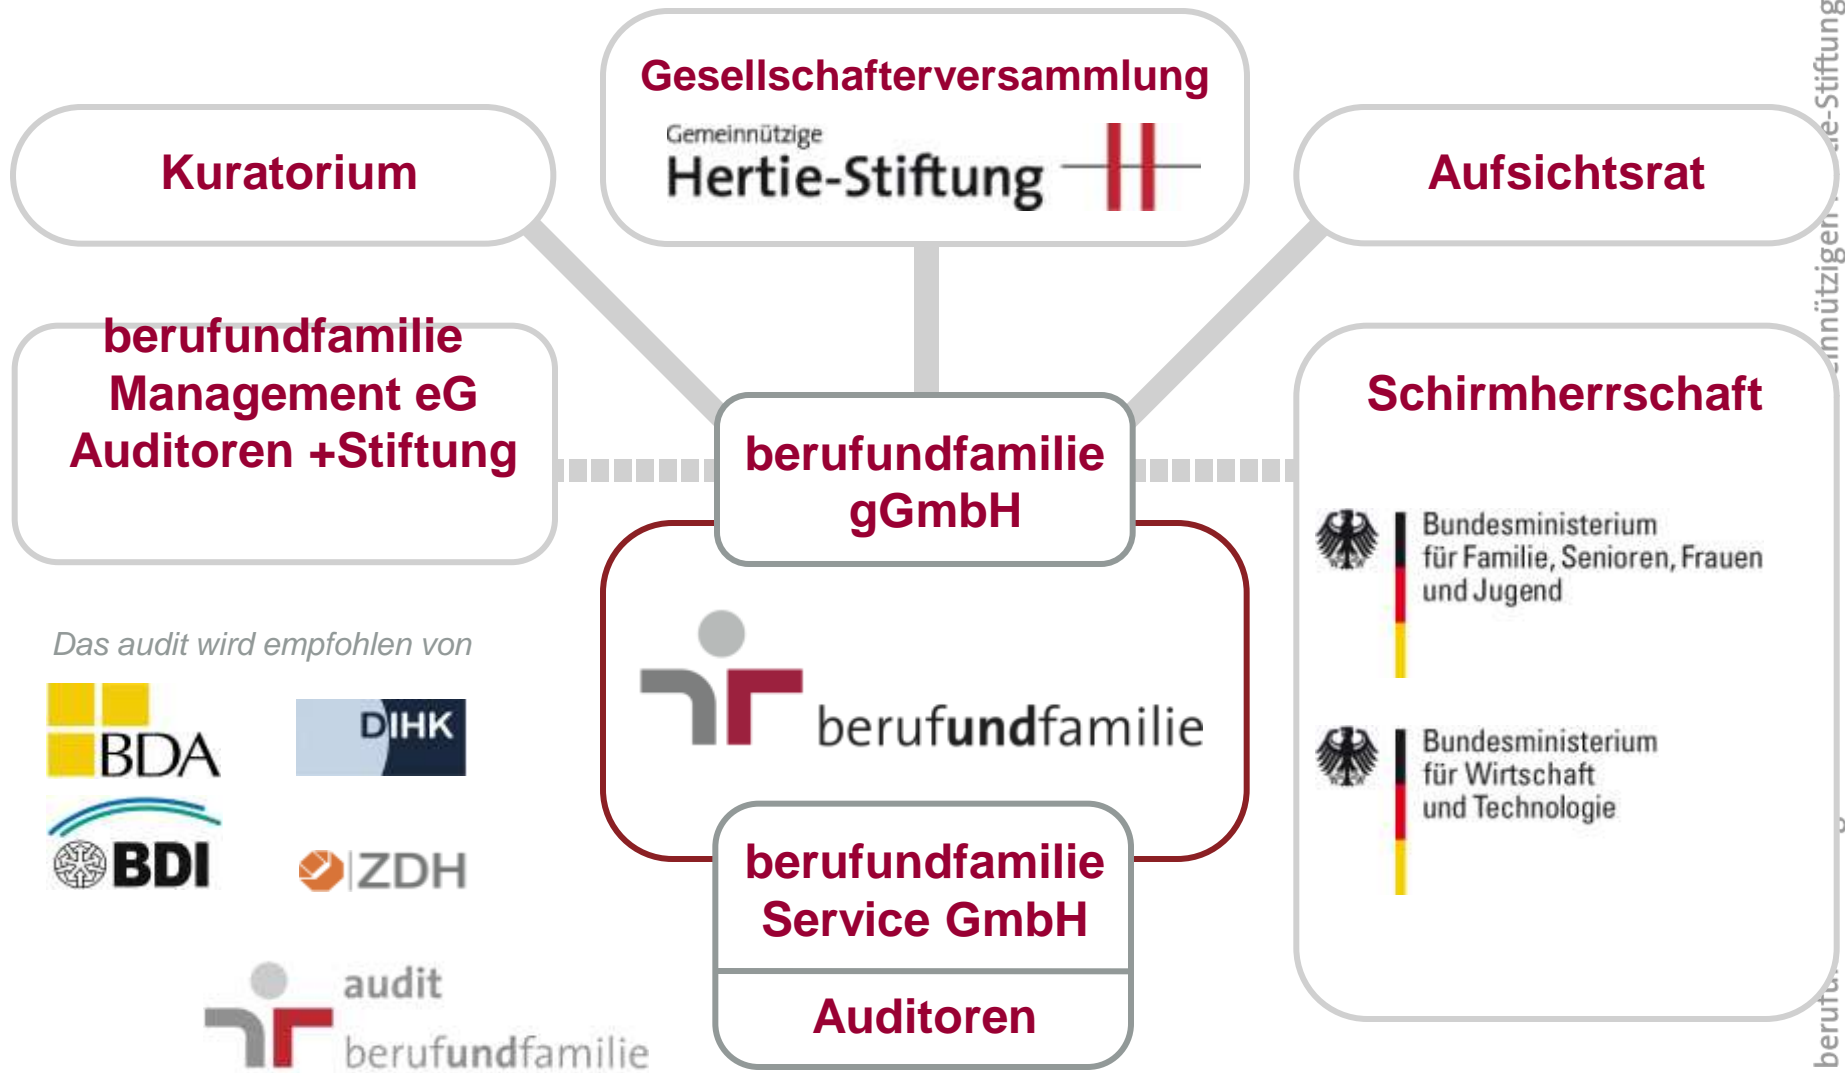 Gesellschafterversammlung
Gemeinnützige
Hertie-Stiftung
Kuratorium
Aufsichtsrat
berufundfamilie
Management eG
Auditoren +Stiftung
berufundfamilie
gGmbH
Schirmherrschaft
Bundesministerium
für Familie, Senioren, Frauen
und Jugend
Bundesministerium
für Wirtschaft
und Technologie
Das audit wird empfohlen von
BDA
DIHK
BDI
ZDH
berufundfamilie
berufundfamilie
Service GmbH
Auditoren
audit
berufundfamilie